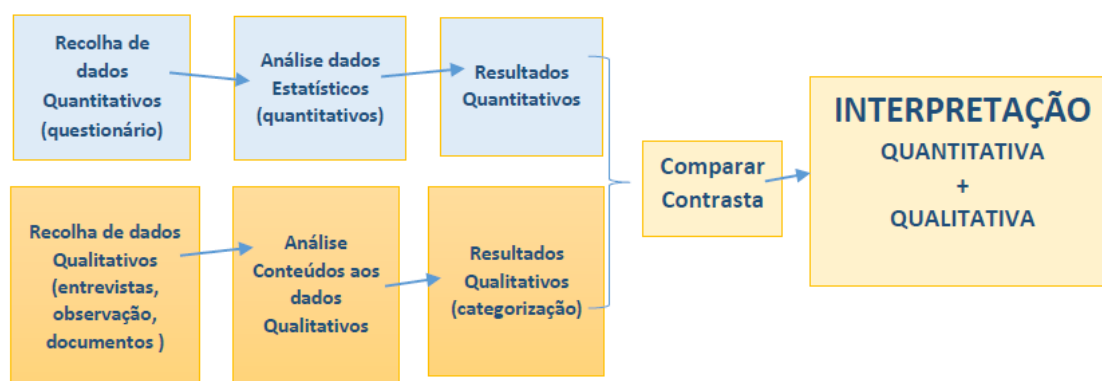 Recolha de
dados
Quantitativos
(questionário)
Análise dados
Estatísticos
(quantitativos)
Resultados
Quantitativos
Recolha de dados
Qualitativos
(entrevistas,
observação,
documentos )
Análise
Conteúdos aos
dados
Qualitativos
Resultados
Qualitativos
(categorização)
Comparar
Contrasta
INTERPRETAÇÃO
QUANTITATIVA
+
QUALITATIVA